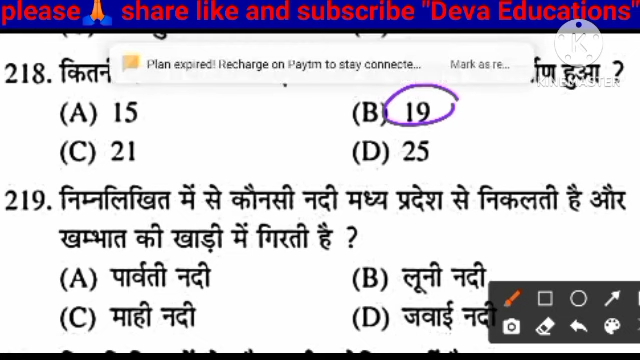 please🙏 share like and subscribe "Deva Educations"
218. कितनी
Plan expired! Recharge on Paytm to stay connecte... Mark as re...
हुआ ?
KINEMASTER
(A) 15 (B) 19
(C) 21 (D) 25
219. निम्नलिखित में से कौनसी नदी मध्य प्रदेश से निकलती है और
खम्भात की खाड़ी में गिरती है ?
(A) पार्वती नदी (B) लूनी नदी
(C) माही नदी (D) जवाई नदी